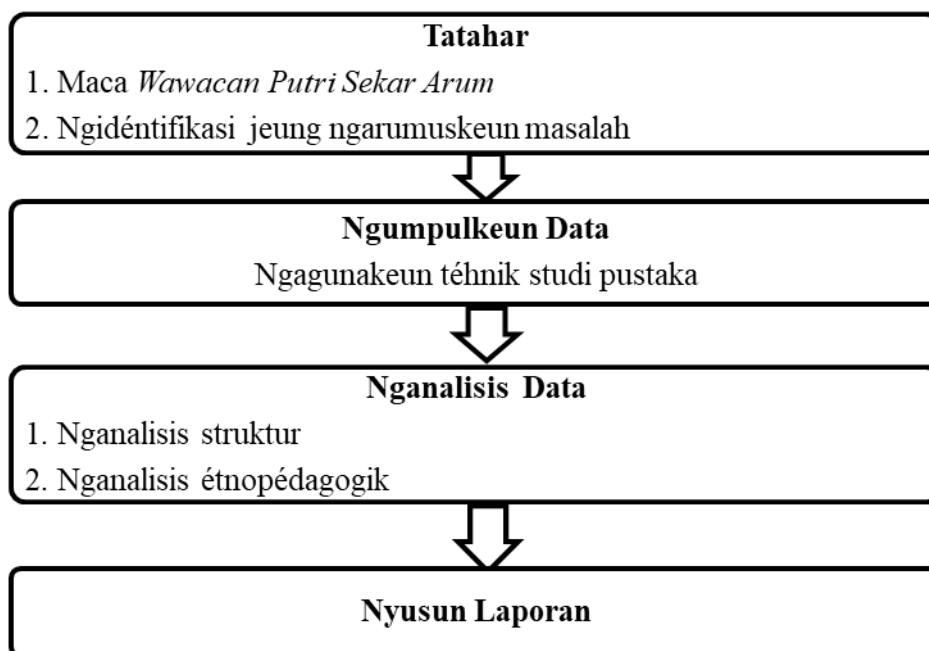 Tatahar
1. Maca Wawacan Putri Sekar Arum
2. Ngidéntifikasi jeung ngarumuskeun masalah
Ngumpulkeun Data
Ngagunakeun téhnik studi pustaka
Nganalisis Data
1. Nganalisis struktur
2. Nganalisis étnopédagogik
Nyusun Laporan